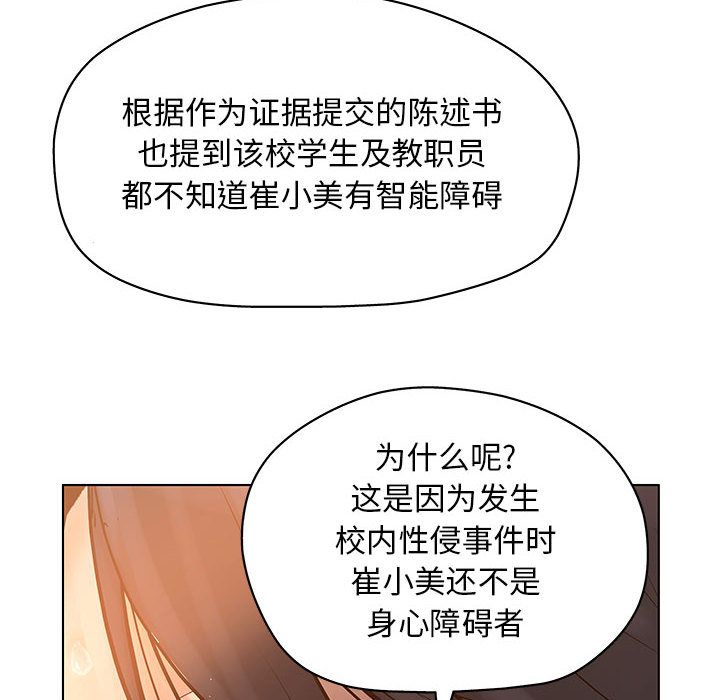 根据作为证据提交的陈述书
也提到该校学生及教职员
都不知道崔小美有智能障碍
为什么呢?
这是因为发生
校内性侵事件时
崔小美还不是
身心障碍者